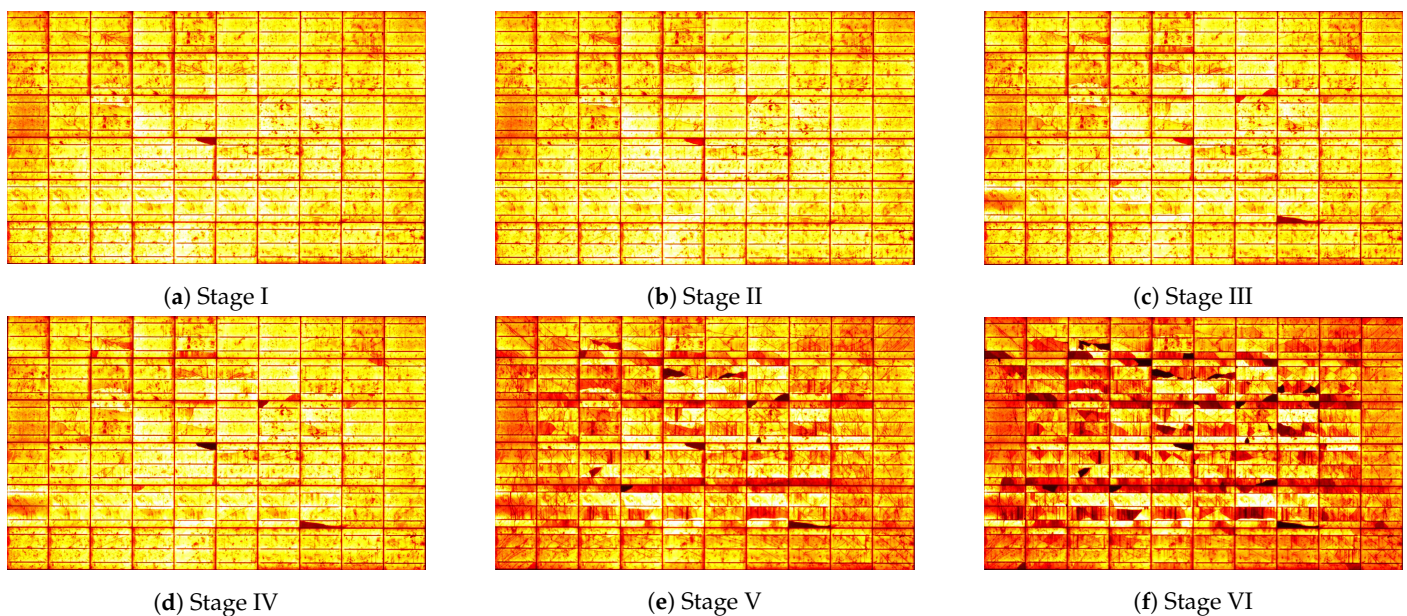 (a) Stage I
(b) Stage II
(c) Stage III
(d) Stage IV
(e) Stage V
(f) Stage VI